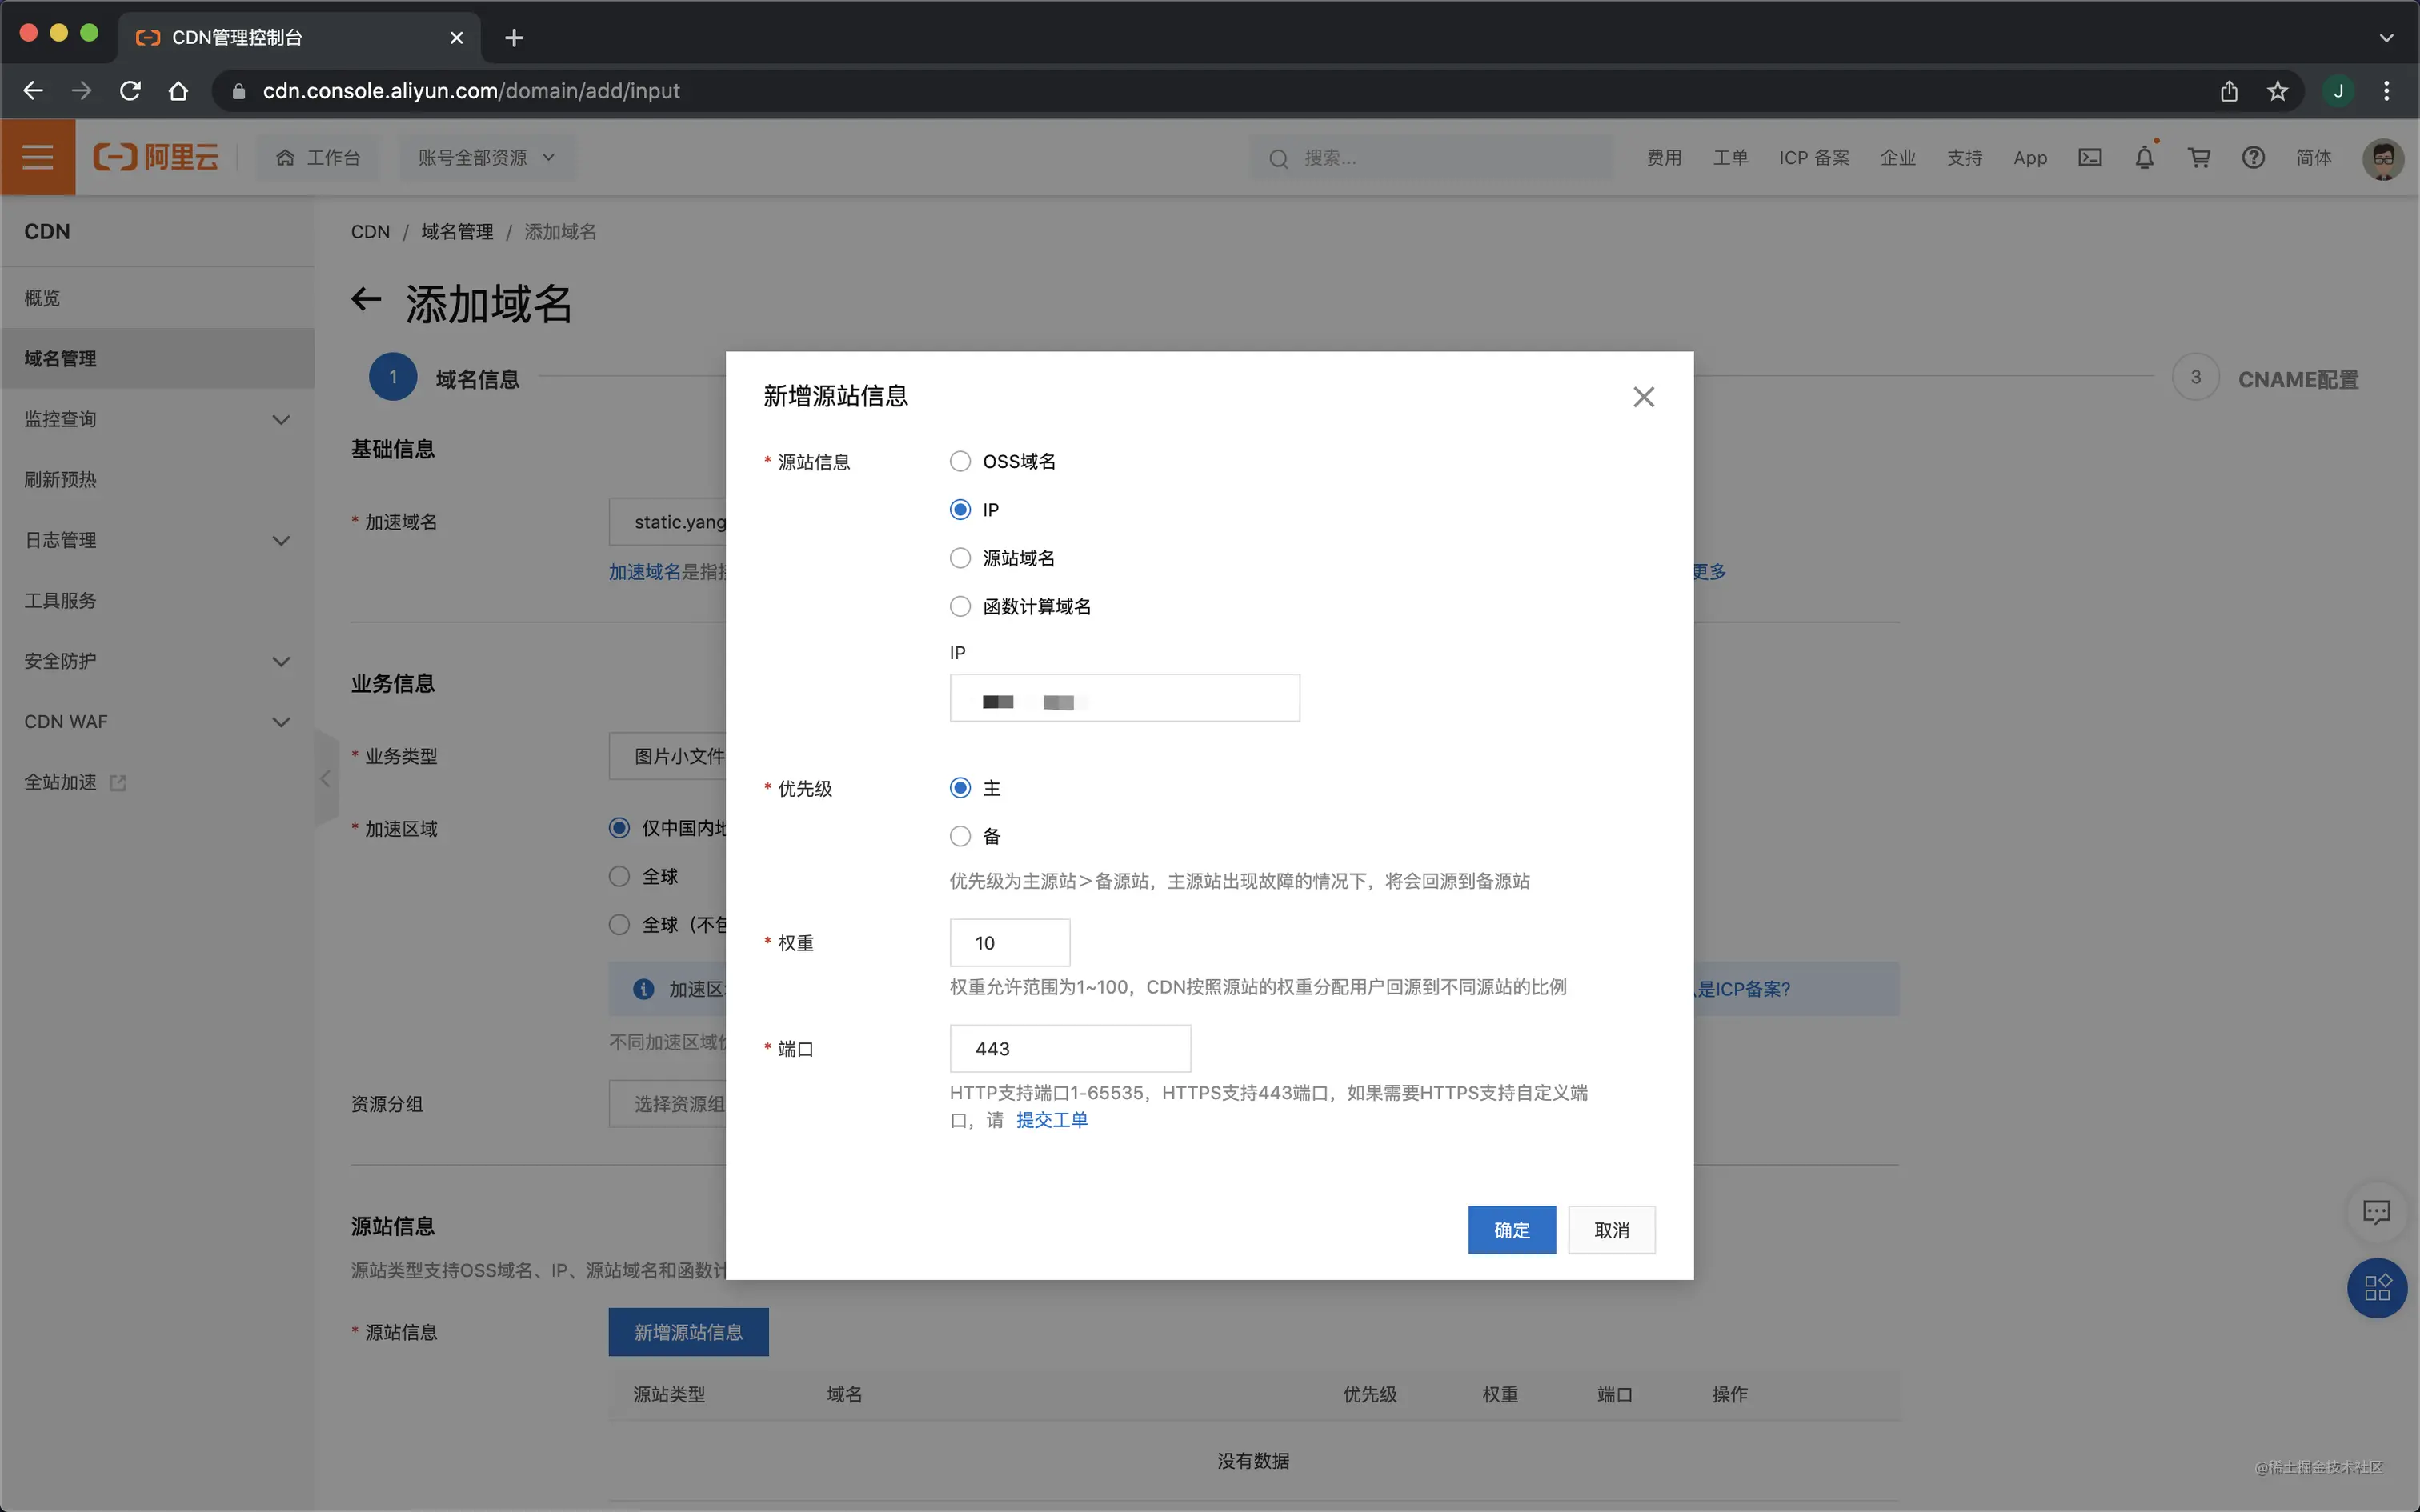 CDN管理控制台
cdn.console.aliyun.com/domain/add/input
J
阿里云
工作台
账号全部资源
搜索...
费用
工单
ICP 备案
企业
支持
App
简体
CDN
概览
域名管理
监控查询
刷新预热
日志管理
工具服务
安全防护
CDN WAF
全站加速
CDN / 域名管理 / 添加域名
添加域名
1 域名信息
3 CNAME配置
基础信息
* 加速域名
static.yang
加速域名是指
更多
业务信息
* 业务类型
图片小文件
* 加速区域
仅中国内地
全球
全球（不包
加速区
是ICP备案?
不同加速区域
资源分组
选择资源组
源站信息
源站类型支持OSS域名、IP、源站域名和函数计
* 源站信息
新增源站信息
源站类型
域名
优先级
权重
端口
操作
没有数据
新增源站信息
* 源站信息
OSS域名
IP
源站域名
函数计算域名
IP
* 优先级
主
备
优先级为主源站＞备源站，主源站出现故障的情况下，将会回源到备源站
* 权重
10
权重允许范围为1~100，CDN按照源站的权重分配用户回源到不同源站的比例
* 端口
443
HTTP支持端口1-65535，HTTPS支持443端口，如果需要HTTPS支持自定义端
口，请 提交工单
确定
取消
@稀土掘金技术社区